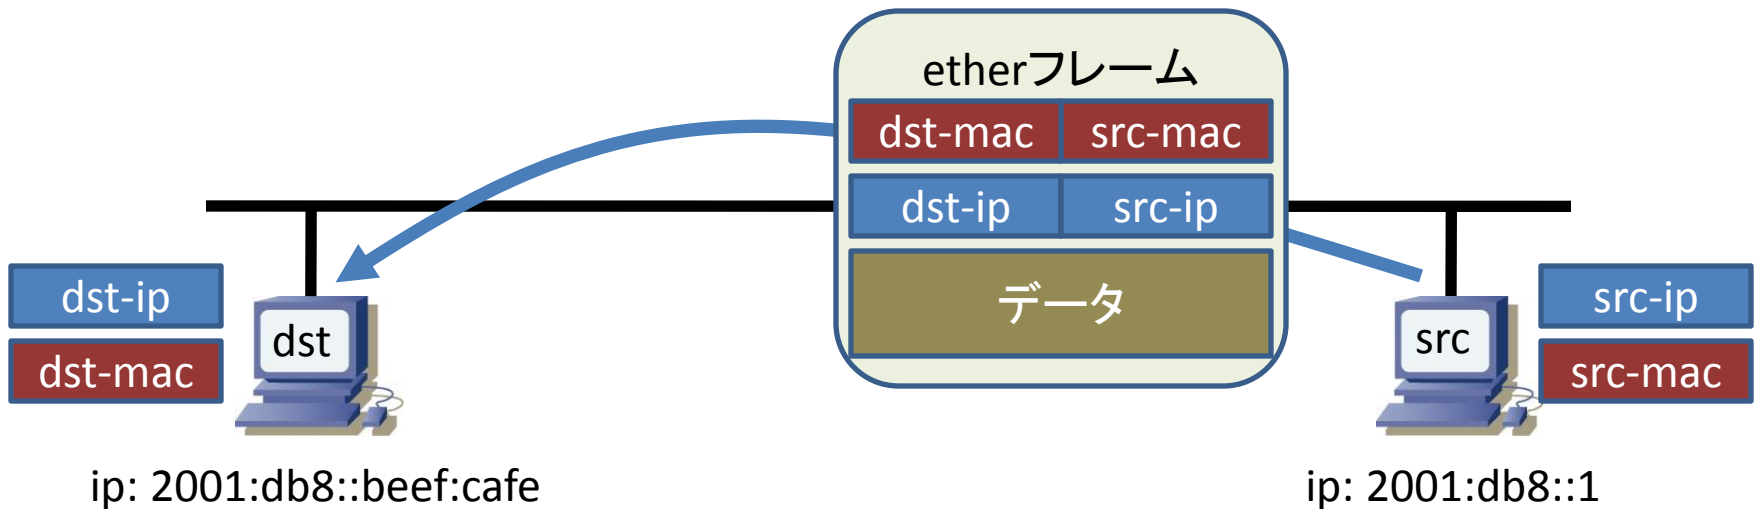 etherフレーム
dst-mac src-mac
dst-ip src-ip
データ
dst-ip
dst-mac
dst
src
src-ip
src-mac
ip: 2001:db8::beef:cafe
ip: 2001:db8::1